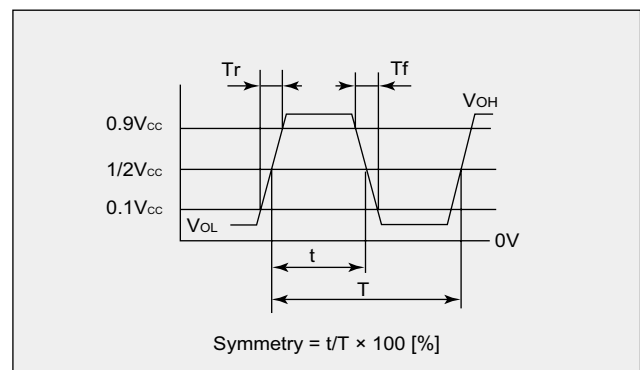 Tr
Tf
VOH
0.9Vcc
1/2Vcc
0.1Vcc
VOL
0V
t
T
Symmetry = t/T × 100 [%]